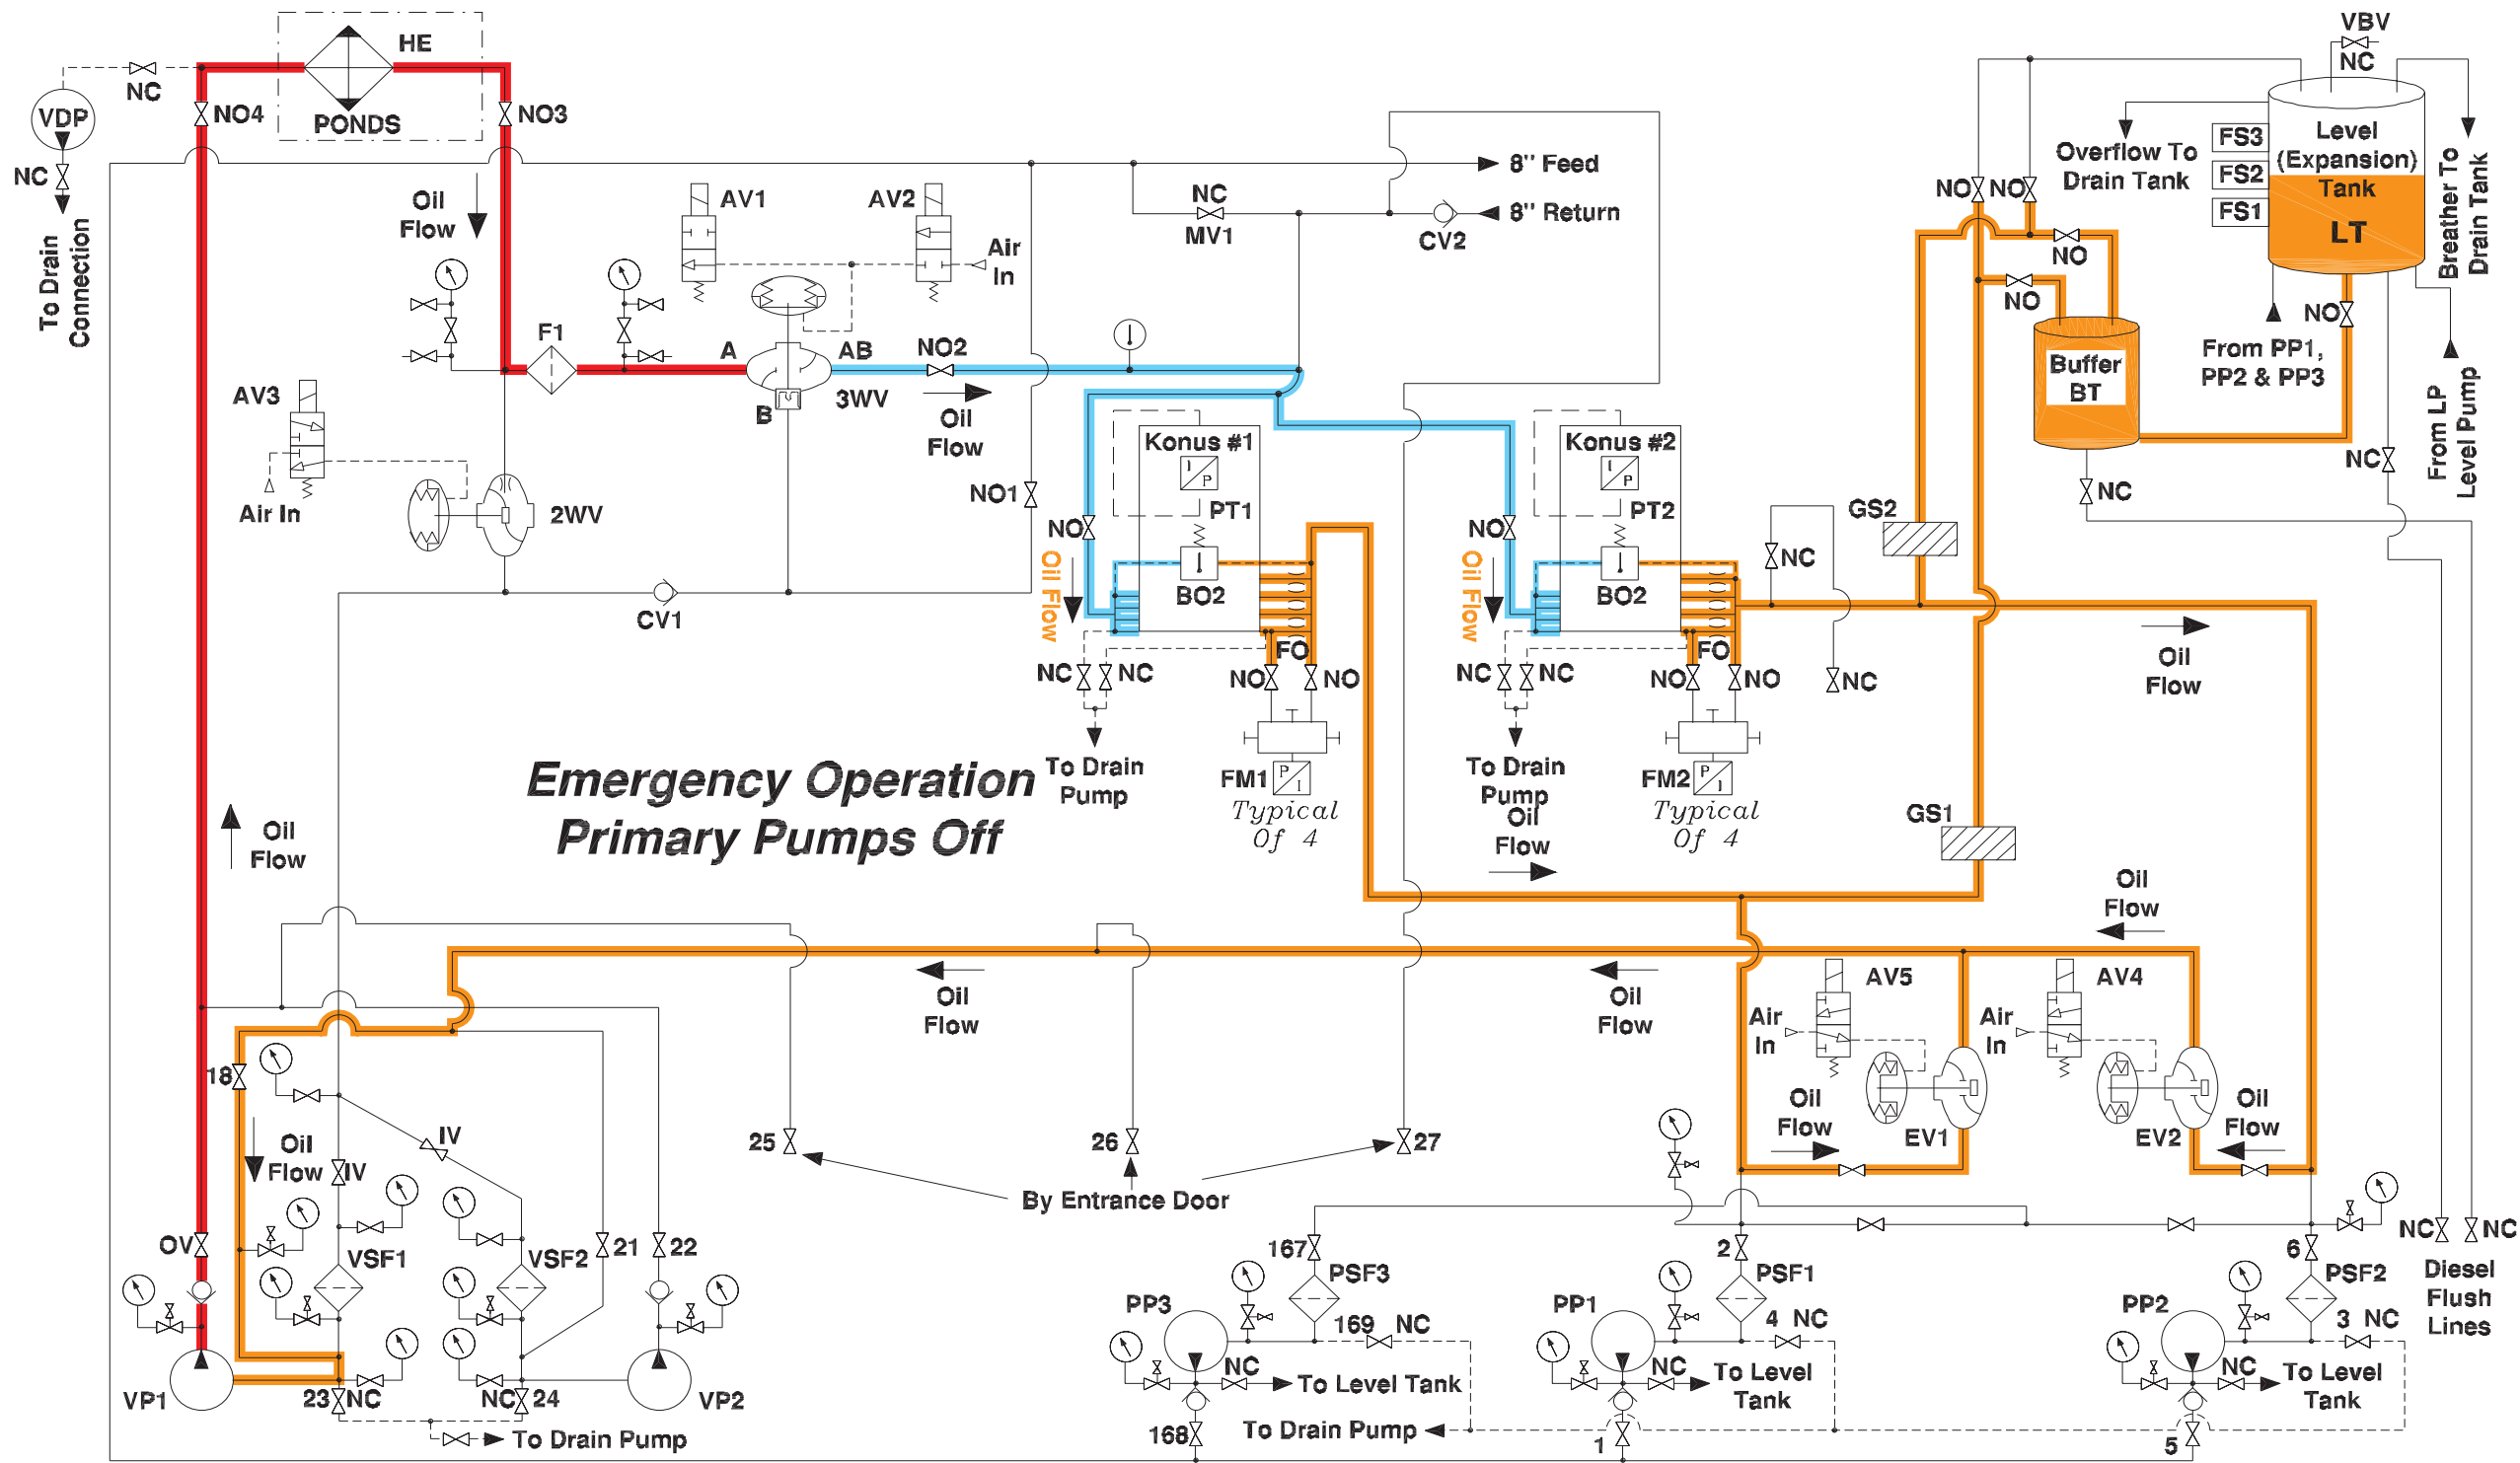 VBV
NC
HE
PONDS
NO4
NO3
NC
VDP
NC
To Drain
Connection
Oil
Flow
AV1
AV2
Air
In
NC
MV1
8" Feed
8" Return
CV2
Overflow To
Drain Tank
FS3
FS2
FS1
Level
(Expansion)
Tank
LT
Breather To
Drain Tank
NO
NO
NO
NO
NO
Buffer
BT
From PP1,
PP2 & PP3
From LP
Level Pump
NC
NC
F1
A
AB
B
3WV
NO2
Oil
Flow
AV3
Air In
2WV
NO1
CV1
Konus #1
I
P
PT1
NO
Oil Flow
BO2
FO
NC
NC
NO
NO
To Drain
Pump
FM1
P
I
Typical
Of 4
Konus #2
I
P
PT2
NO
Oil Flow
BO2
FO
NC
NC
NO
NO
To Drain
Pump
Oil
Flow
FM2
P
I
Typical
Of 4
NC
NC
GS2
GS1
Oil
Flow
Emergency Operation
Primary Pumps Off
Oil
Flow
Oil
Flow
Oil
Flow
Oil
Flow
AV5
AV4
Air
In
Air
In
Oil
Flow
EV1
EV2
Oil
Flow
18
Oil
Flow
IV
IV
25
26
27
By Entrance Door
OV
VSF1
VSF2
21
22
167
PSF3
2
PSF1
6
PSF2
NC
NC
Diesel
Flush
Lines
PP3
169
NC
PP1
4
NC
PP2
3
NC
VP1
23
NC
NC
24
VP2
NC
To Level Tank
NC
To Level
Tank
NC
To Level
Tank
To Drain Pump
168
To Drain Pump
1
5